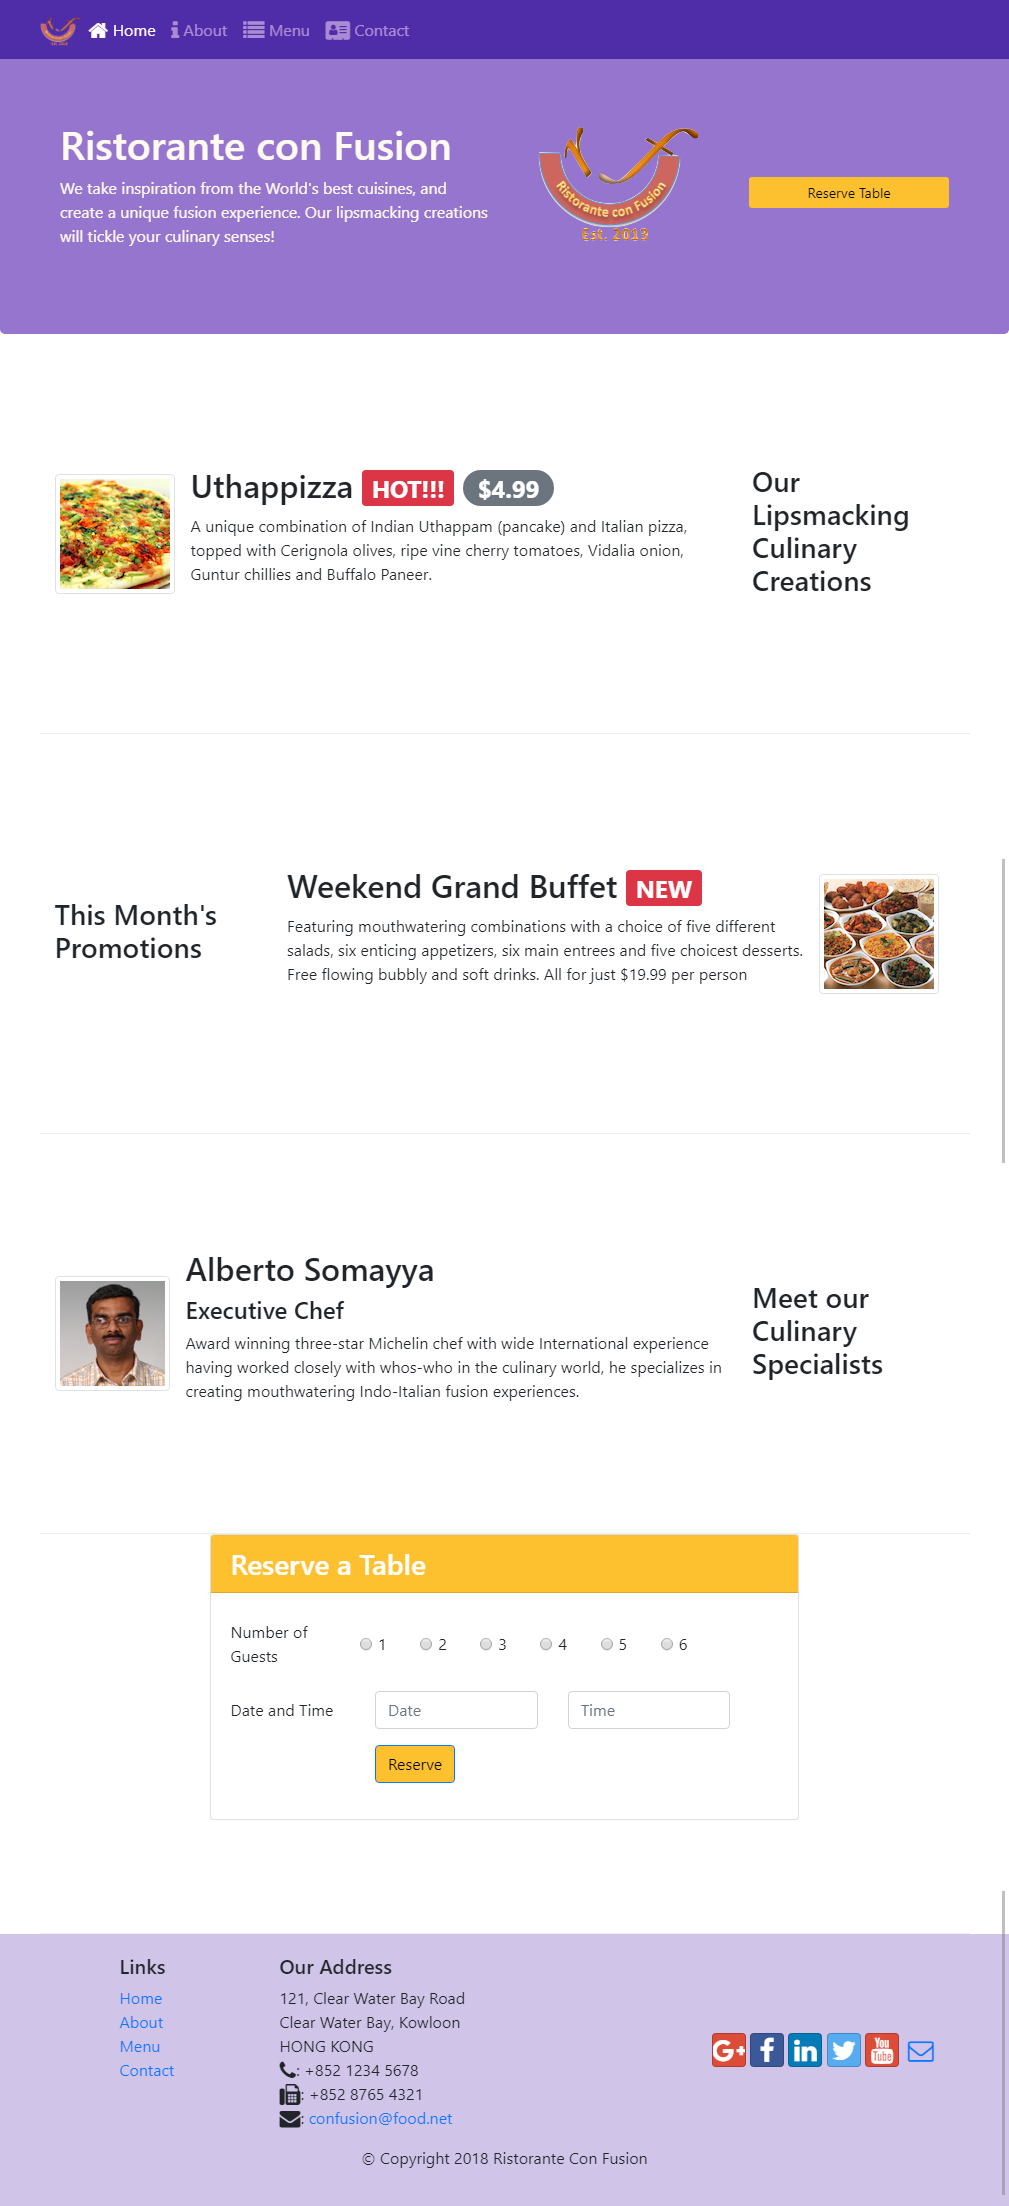 Home About Menu Contact
Ristorante con Fusion
We take inspiration from the World's best cuisines, and
create a unique fusion experience. Our lipsmacking creations
will tickle your culinary senses!
Ristorante con Fusion
Est. 2019
Reserve Table
Uthappizza HOT!!! $4.99
A unique combination of Indian Uthappam (pancake) and Italian pizza,
topped with Cerignola olives, ripe vine cherry tomatoes, Vidalia onion,
Guntur chillies and Buffalo Paneer.
Our
Lipsmacking
Culinary
Creations
This Month's
Promotions
Weekend Grand Buffet NEW
Featuring mouthwatering combinations with a choice of five different
salads, six enticing appetizers, six main entrees and five choicest desserts.
Free flowing bubbly and soft drinks. All for just $19.99 per person
Alberto Somayya
Executive Chef
Award winning three-star Michelin chef with wide International experience
having worked closely with whos-who in the culinary world, he specializes in
creating mouthwatering Indo-Italian fusion experiences.
Meet our
Culinary
Specialists
Reserve a Table
Number of
Guests
1 2 3 4 5 6
Date and Time Date Time
Reserve
Links
Home
About
Menu
Contact
Our Address
121, Clear Water Bay Road
Clear Water Bay, Kowloon
HONG KONG
: +852 1234 5678
: +852 8765 4321
: confusion@food.net
G+ f in You Tube
© Copyright 2018 Ristorante Con Fusion